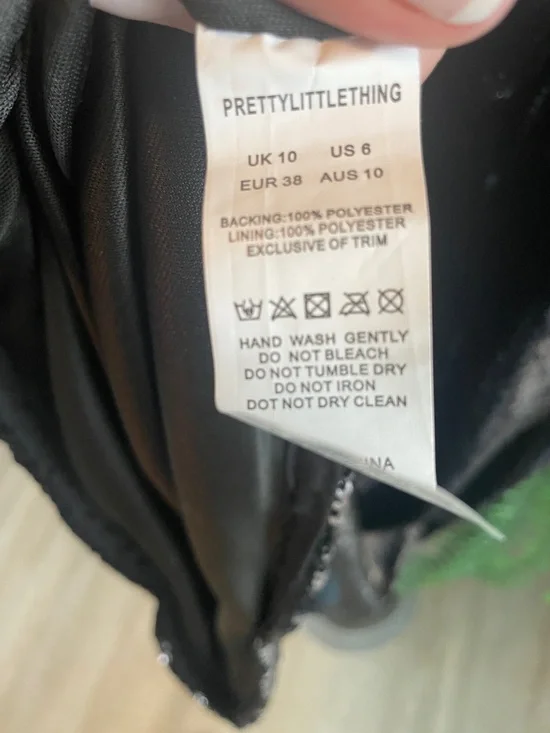 PRETTYLITTLETHING
UK 10 US 6
EUR 38 AUS 10
BACKING:100% POLYESTER
LINING:100% POLYESTER
EXCLUSIVE OF TRIM
HAND WASH GENTLY
DO NOT BLEACH
DO NOT TUMBLE DRY
DO NOT IRON
DOT NOT DRY CLEAN